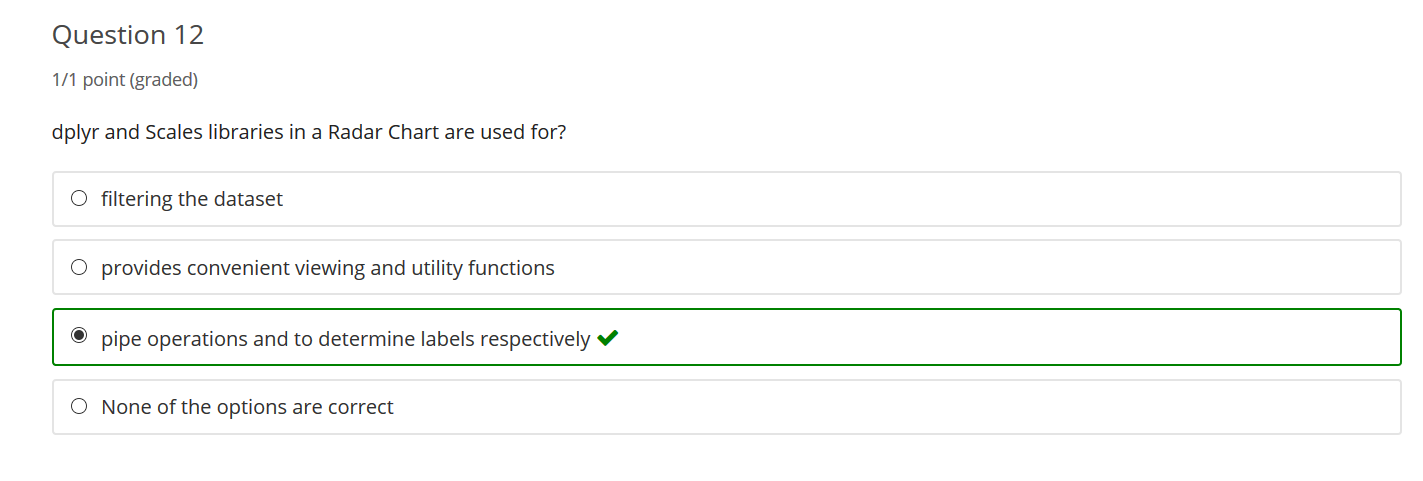 Question 12
1/1 point (graded)
dplyr and Scales libraries in a Radar Chart are used for?
filtering the dataset
provides convenient viewing and utility functions
pipe operations and to determine labels respectively
None of the options are correct